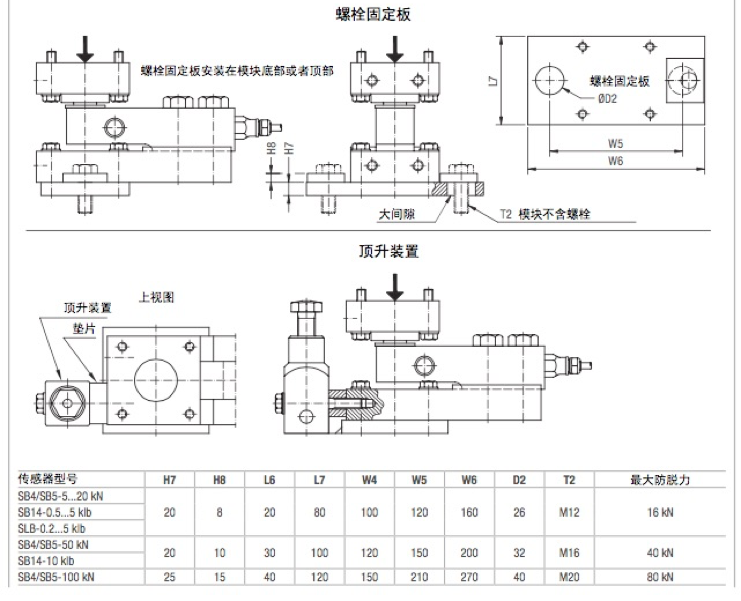 螺栓固定板
螺栓固定板安装在模块底部或者顶部
H8
H7
大间隙
T2 模块不含螺栓
L7
螺栓固定板
ØD2
W5
W6
顶升装置
上视图
顶升装置
垫片
传感器型号 H7 H8 L6 L7 W4 W5 W6 D2 T2 最大防脱力
SB4/SB5-5...20 kN
SB14-0.5...5 klb 20 8 20 80 100 120 160 26 M12 16 kN
SLB-0.2...5 klb
SB4/SB5-50 kN
SB14-10 klb 20 10 30 100 120 150 200 32 M16 40 kN
SB4/SB5-100 kN 25 15 40 120 150 210 270 40 M20 80 kN